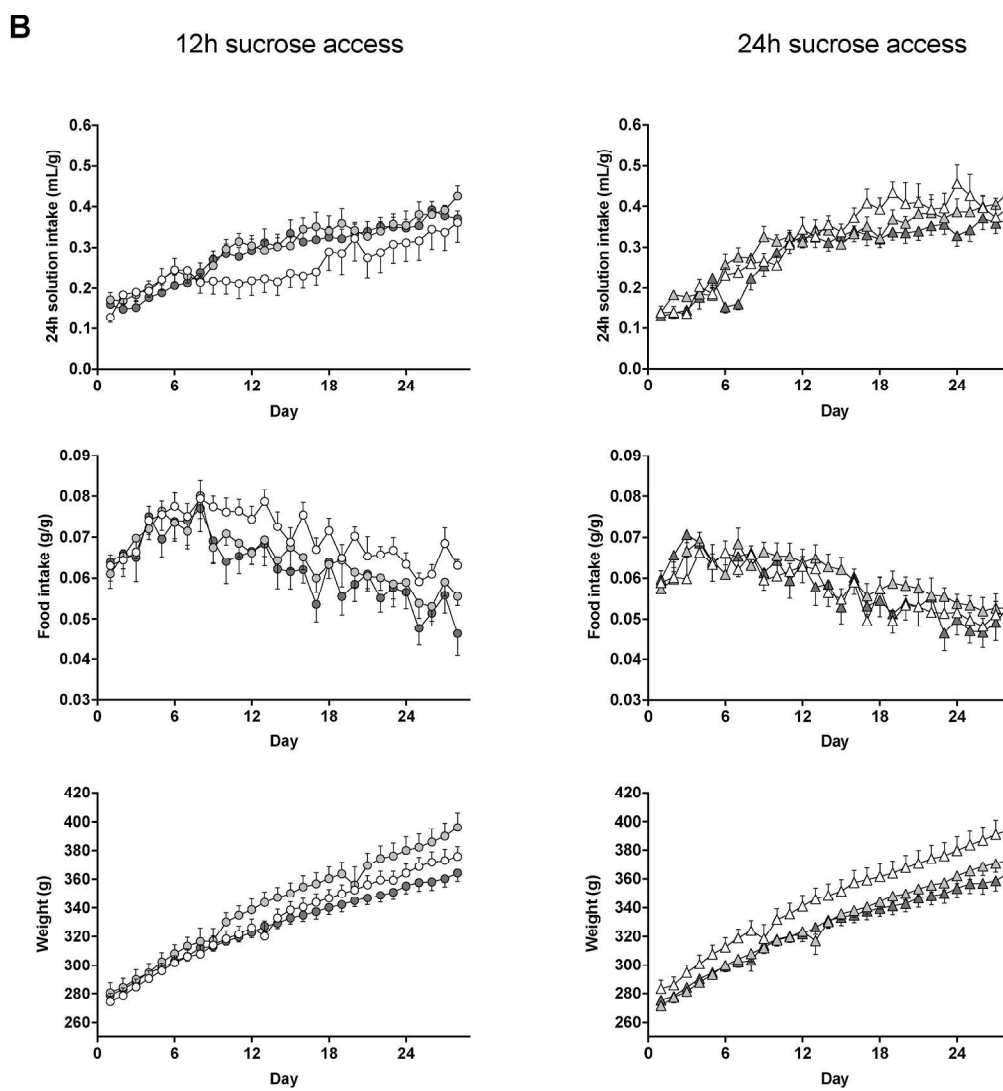 B
12h sucrose access
24h sucrose access
24h solution intake (mL/g)
0.6
0.5
0.4
0.3
0.2
0.1
0.0
0 6 12 18 24
Day
24h solution intake (mL/g)
0.6
0.5
0.4
0.3
0.2
0.1
0.0
0 6 12 18 24
Day
Food intake (g/g)
0.09
0.08
0.07
0.06
0.05
0.04
0.03
0 6 12 18 24
Day
Food intake (g/g)
0.09
0.08
0.07
0.06
0.05
0.04
0.03
0 6 12 18 24
Day
Weight (g)
420
400
380
360
340
320
300
280
260
0 6 12 18 24
Day
Weight (g)
420
400
380
360
340
320
300
280
260
0 6 12 18 24
Day